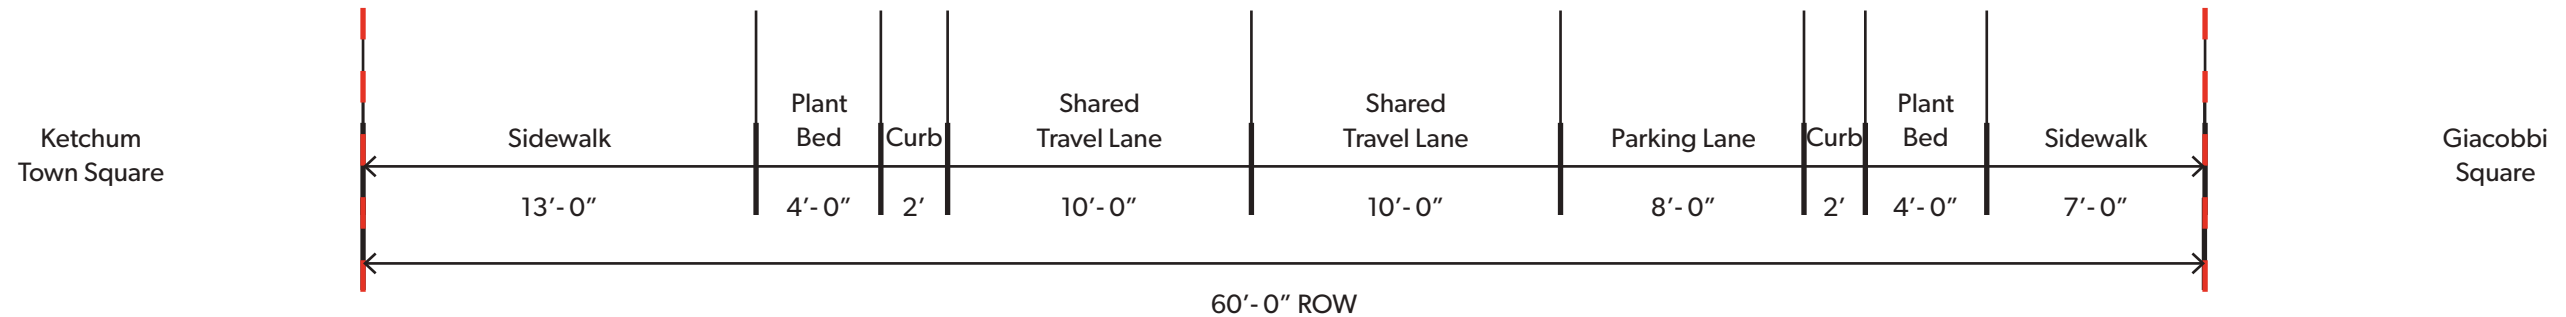 Ketchum
Town Square
Sidewalk
Plant
Bed
Curb
Shared
Travel Lane
Shared
Travel Lane
Parking Lane
Curb
Plant
Bed
Sidewalk
Giacobbi
Square
13’- 0” 4’- 0” 2’ 10’- 0” 10’- 0” 8’- 0” 2’ 4’- 0” 7’- 0”
60’- 0” ROW